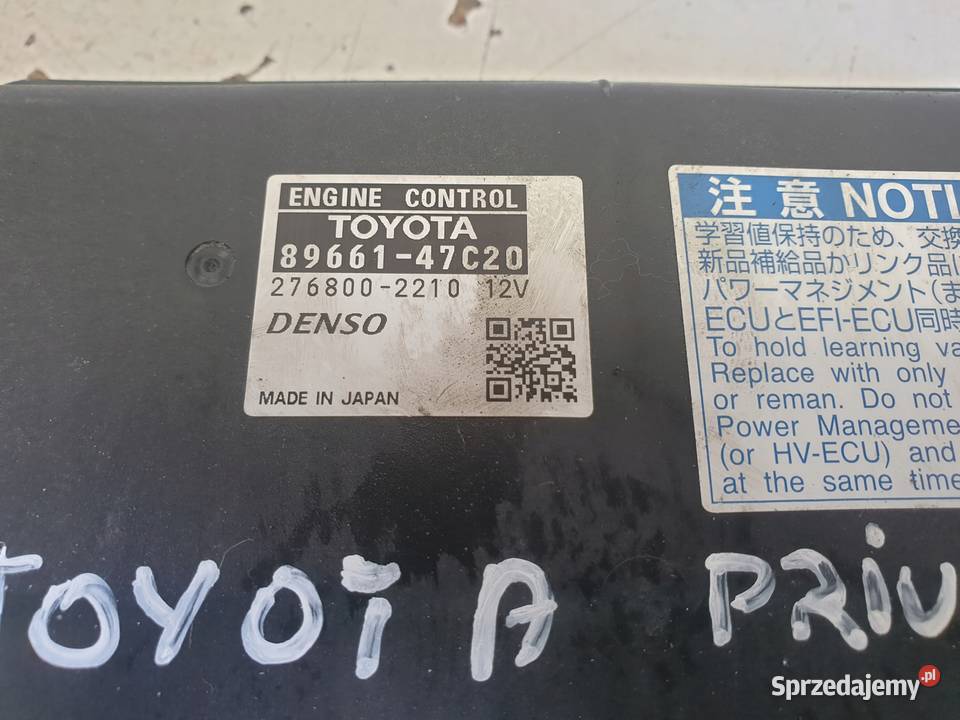 ENGINE CONTROL
TOYOTA
89661-47C20
276800-2210 12V
DENSO
MADE IN JAPAN
注意 NOTI
学習値保持のため、交換
新品補給品かリンク品に
パワーマネジメント(ま
ECUとEFI-ECU同時
To hold learning va
Replace with only
or reman. Do not
Power Manageme
(or HV-ECU) and
at the same time
TOYOTA PRiU
Sprzedajemy.pl